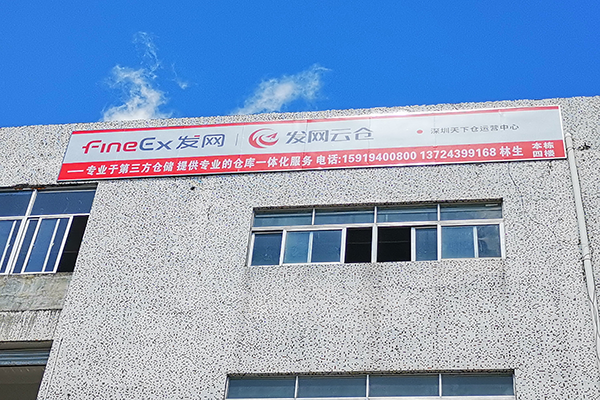 FineEx 发网 发网云仓 • 深圳天下仓运营中心
—— 专业于第三方仓储 提供专业的仓库一体化服务 电话:15919400800 13724399168 林生 本栋四楼